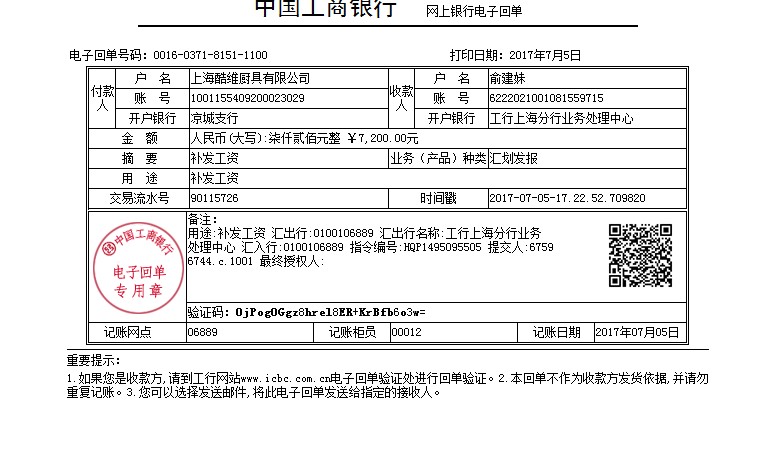 中国工商银行 网上银行电子回单
电子回单号码：0016-0371-8151-1100 打印日期：2017年7月5日
付款人 户 名 上海酷维厨具有限公司 收款人 户 名 俞建妹
账 号 1001155409200023029 账 号 6222021001081559715
开户银行 凉城支行 开户银行 工行上海分行业务处理中心
金 额 人民币(大写):柒仟贰佰元整 ￥7,200.00元
摘 要 补发工资 业务（产品）种类 汇划发报
用 途 补发工资
交易流水号 90115726 时间戳 2017-07-05-17.22.52.709820
中国工商银行
电子回单
专用章
备注：
用途:补发工资 汇出行:0100106889 汇出行名称:工行上海分行业务
处理中心 汇入行:0100106889 指令编号:HQP1495095505 提交人:6759
6744.c.1001 最终授权人:
验证码：OjPogOGgz8hrel8ER+KrBfb6o3w=
记账网点 06889 记账柜员 00012 记账日期 2017年07月05日
重要提示：
1.如果您是收款方,请到工行网站www.icbc.com.cn电子回单验证处进行回单验证。2.本回单不作为收款方发货依据,并请勿
重复记账。3.您可以选择发送邮件,将此电子回单发送给指定的接收人。